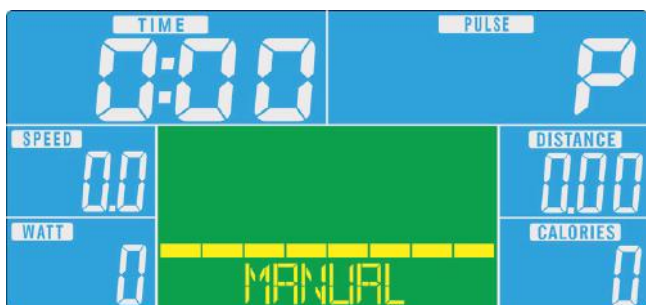 TIME PULSE
0:00 P
SPEED DISTANCE
0.0 0.00
WATT CALORIES
0 0
MANUAL